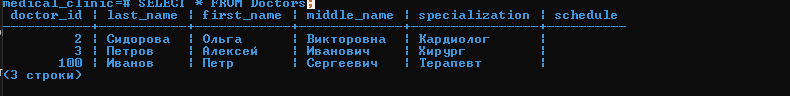 medical_clinic=# SELECT * FROM Doctors;
doctor_id | last_name | first_name | middle_name | specialization | schedule
2 | Сидорова | Ольга | Викторовна | Кардиолог |
3 | Петров | Алексей | Иванович | Хирург |
100 | Иванов | Петр | Сергеевич | Терапевт |
(3 строки)